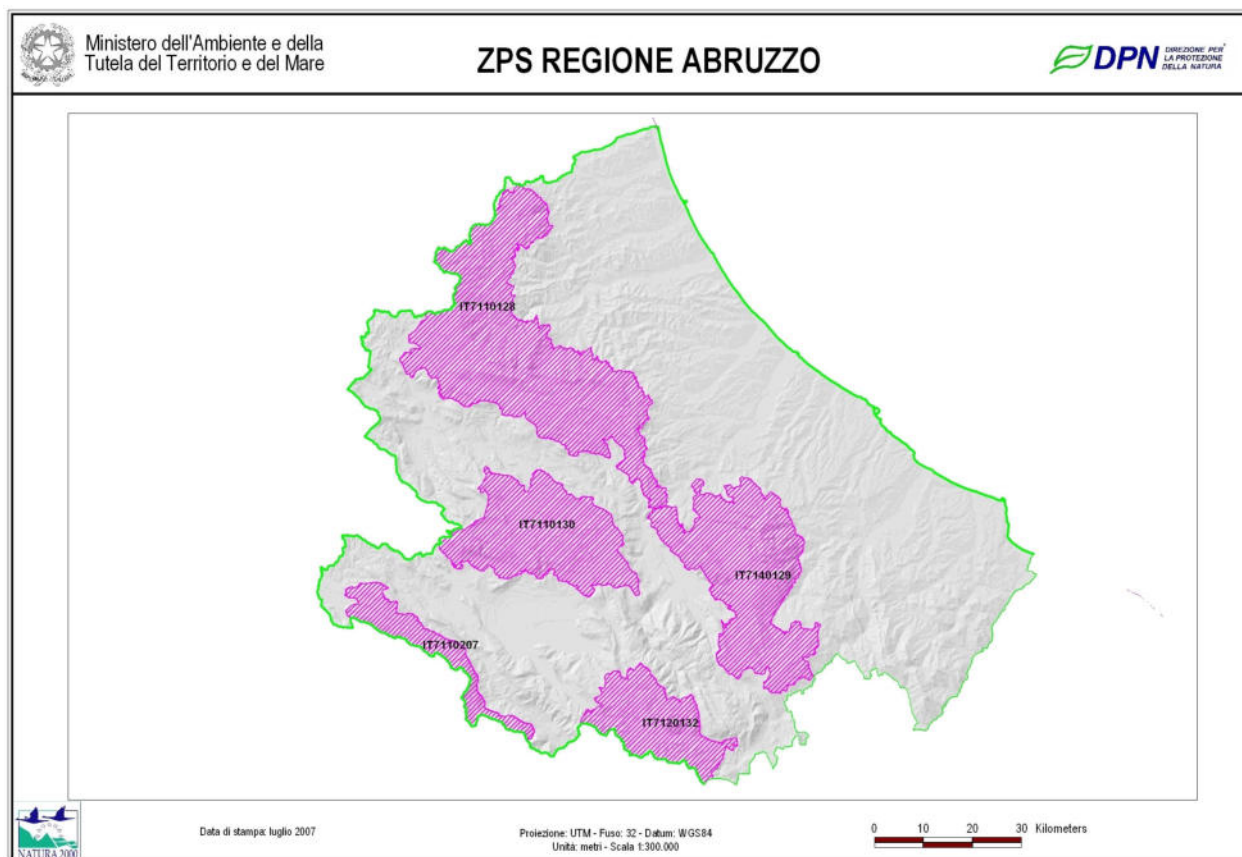 Ministero dell'Ambiente e della
Tutela del Territorio e del Mare
ZPS REGIONE ABRUZZO
DPN
DIREZIONE PER
LA PROTEZIONE
DELLA NATURA
IT7110128
IT7110130
IT7140129
IT7110207
IT7120132
NATURA 2000
Data di stampa: luglio 2007
Proiezione: UTM - Fuso: 32 - Datum: WGS84
Unità: metri - Scala 1:300.000
0 10 20 30 Kilometers